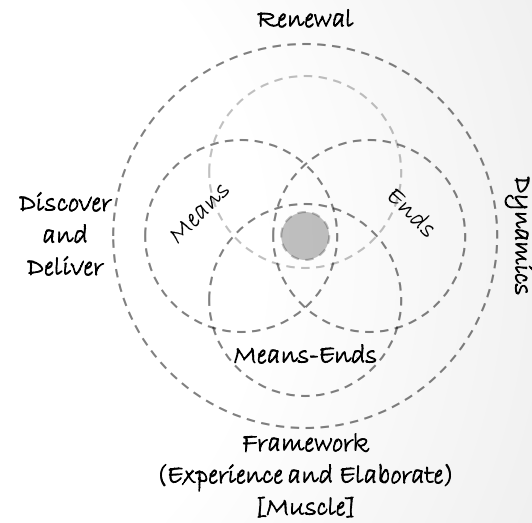 Renewal
Discover
and
Deliver
Means
Ends
Dynamics
Means-Ends
Framework
(Experience and Elaborate)
[Muscle]